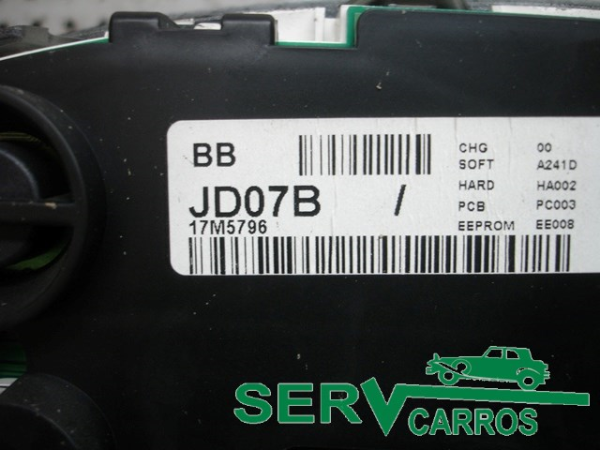 BB
CHG 00
SOFT A241D
JD07B /
HARD HA002
PCB PC003
17M5796
EEPROM EE008
SERV
CARROS